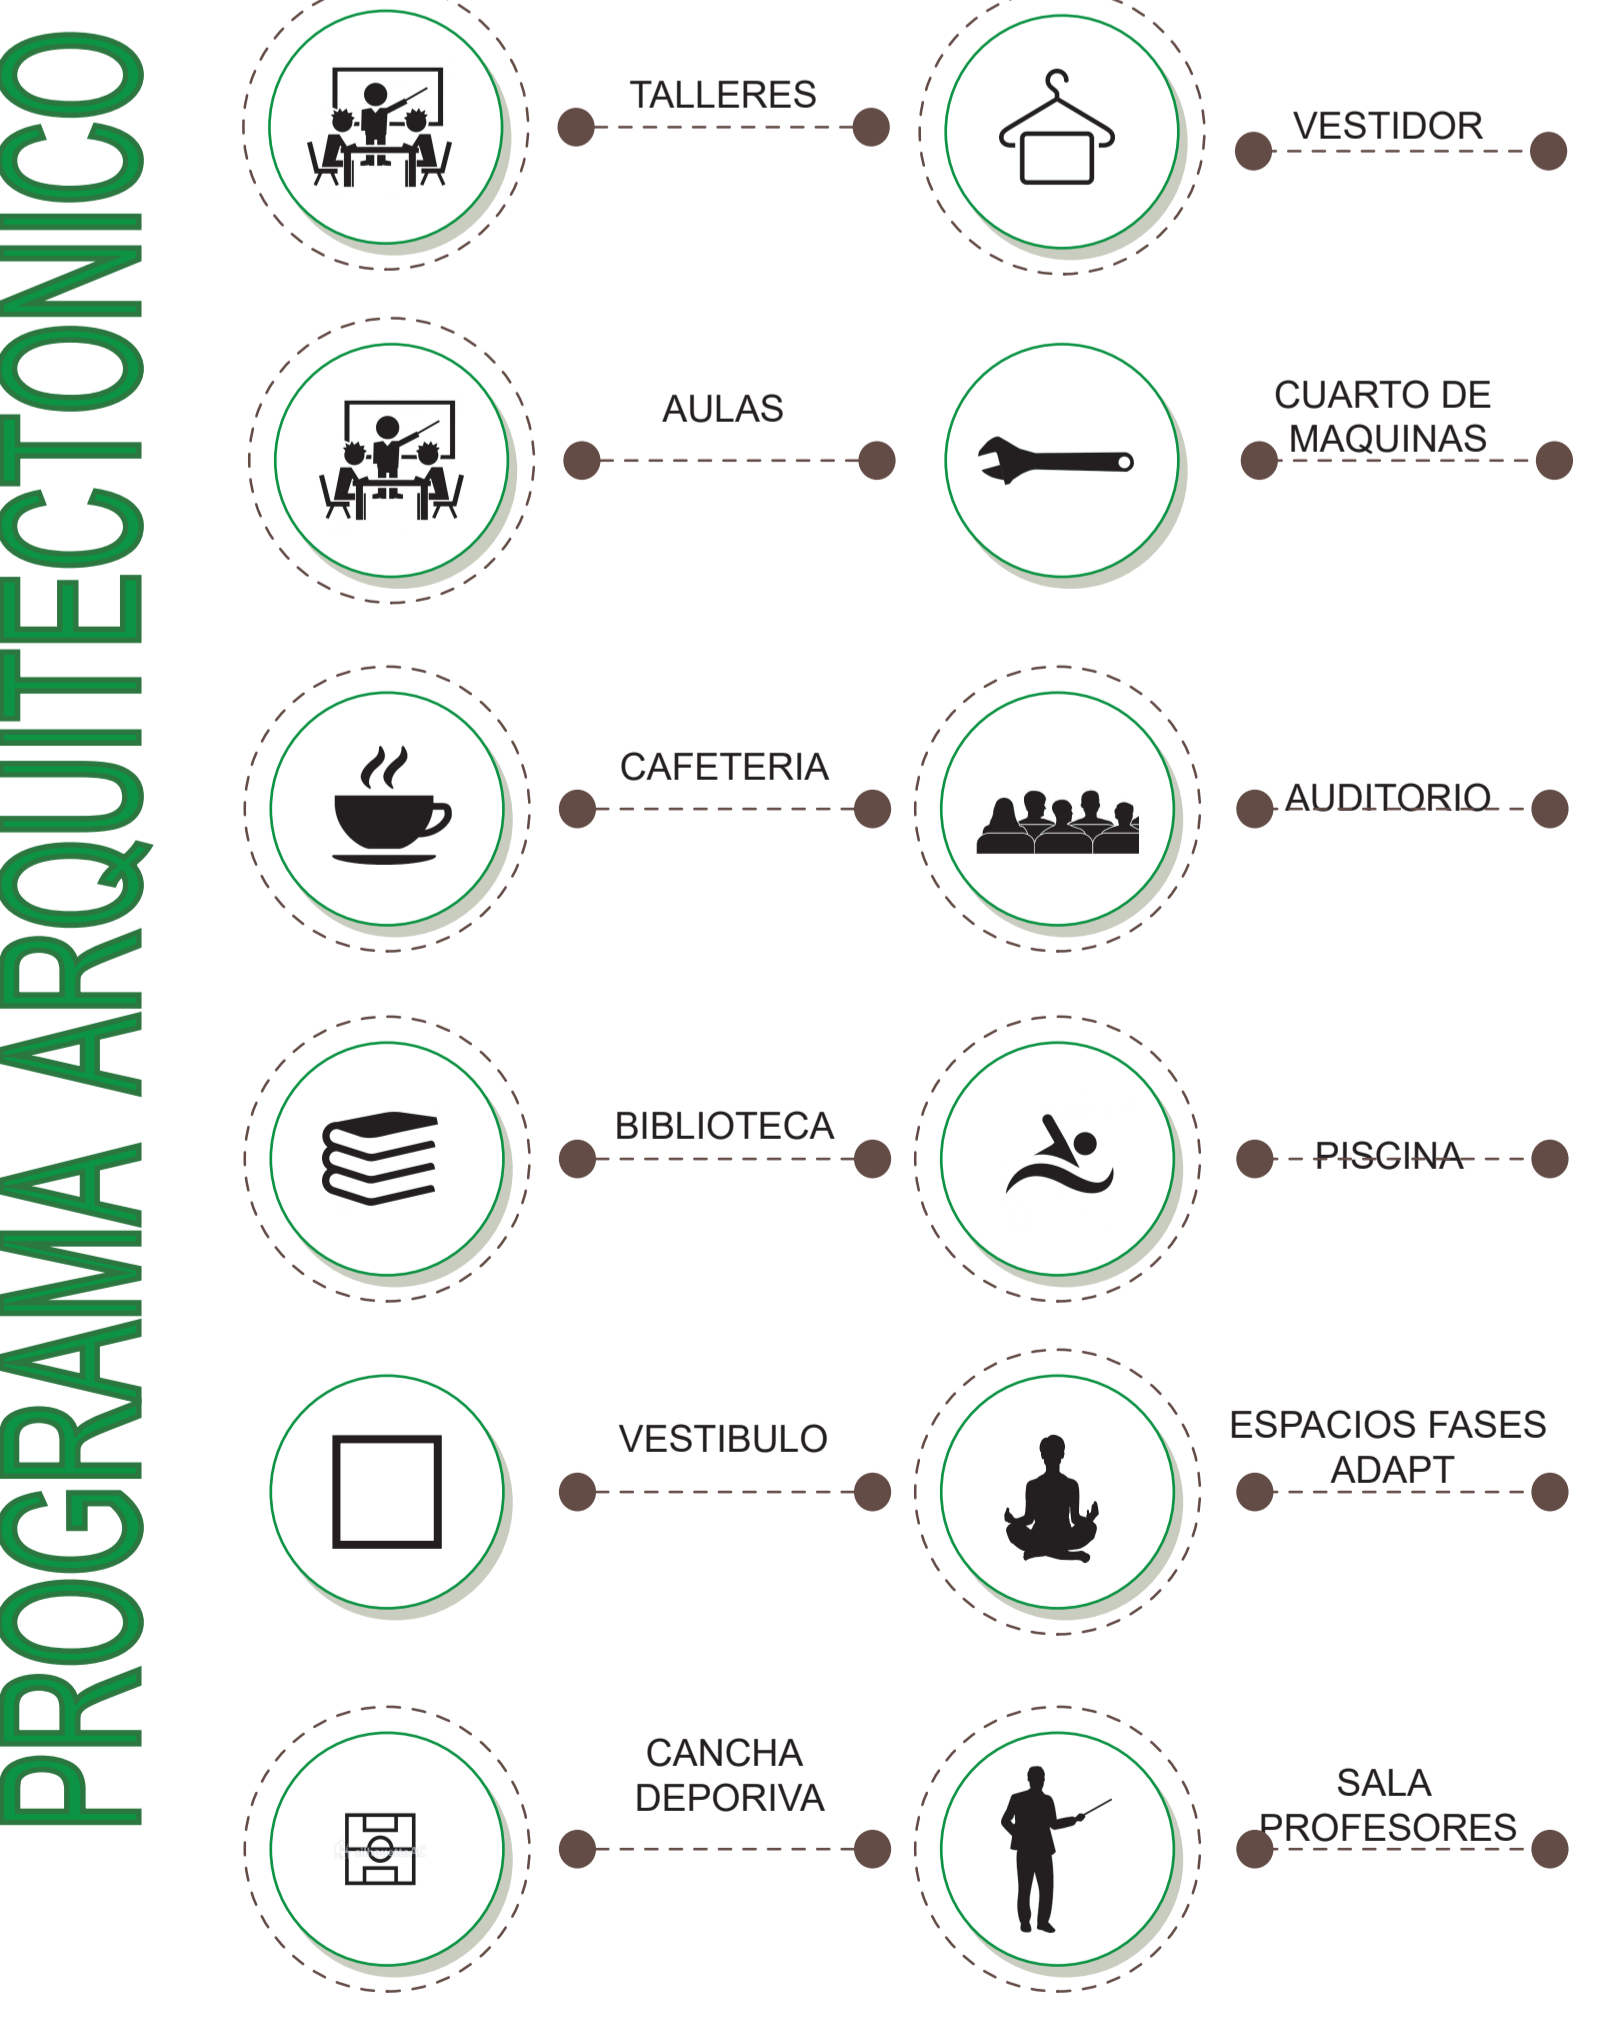 PROGRAMA ARQUITECTONICO
TALLERES
VESTIDOR
AULAS
CUARTO DE
MAQUINAS
CAFETERIA
AUDITORIO
BIBLIOTECA
PISCINA
VESTIBULO
ESPACIOS FASES
ADAPT
CANCHA
DEPORIVA
SALA
PROFESORES